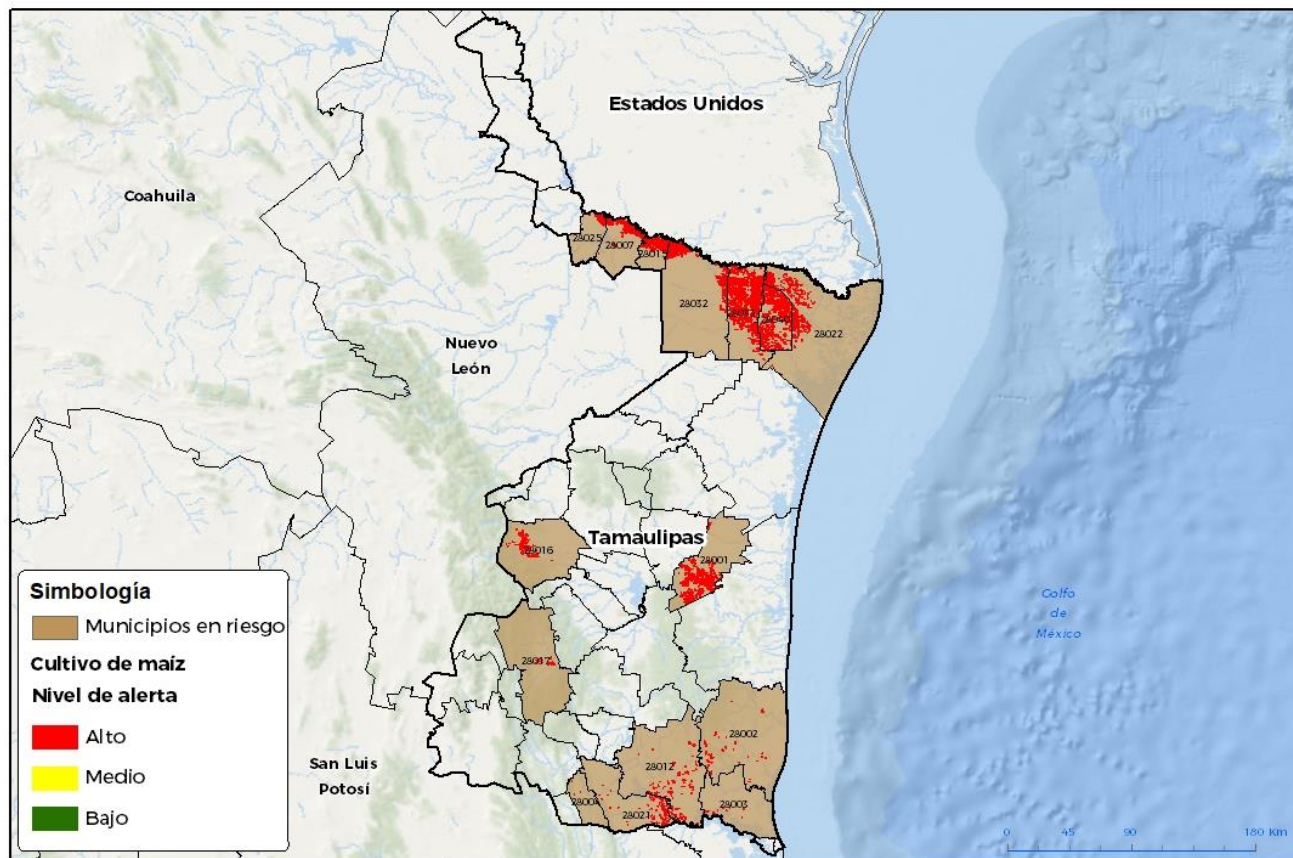 Estados Unidos
Coahuila
28025
28007
28032
28022
Nuevo
León
28016
Tamaulipas
28001
28017
28002
28012
28003
28021
San Luis
Potosí
Golfo
de
México
Simbología
Municipios en riesgo
Cultivo de maíz
Nivel de alerta
Alto
Medio
Bajo
0 45 90 180 Km